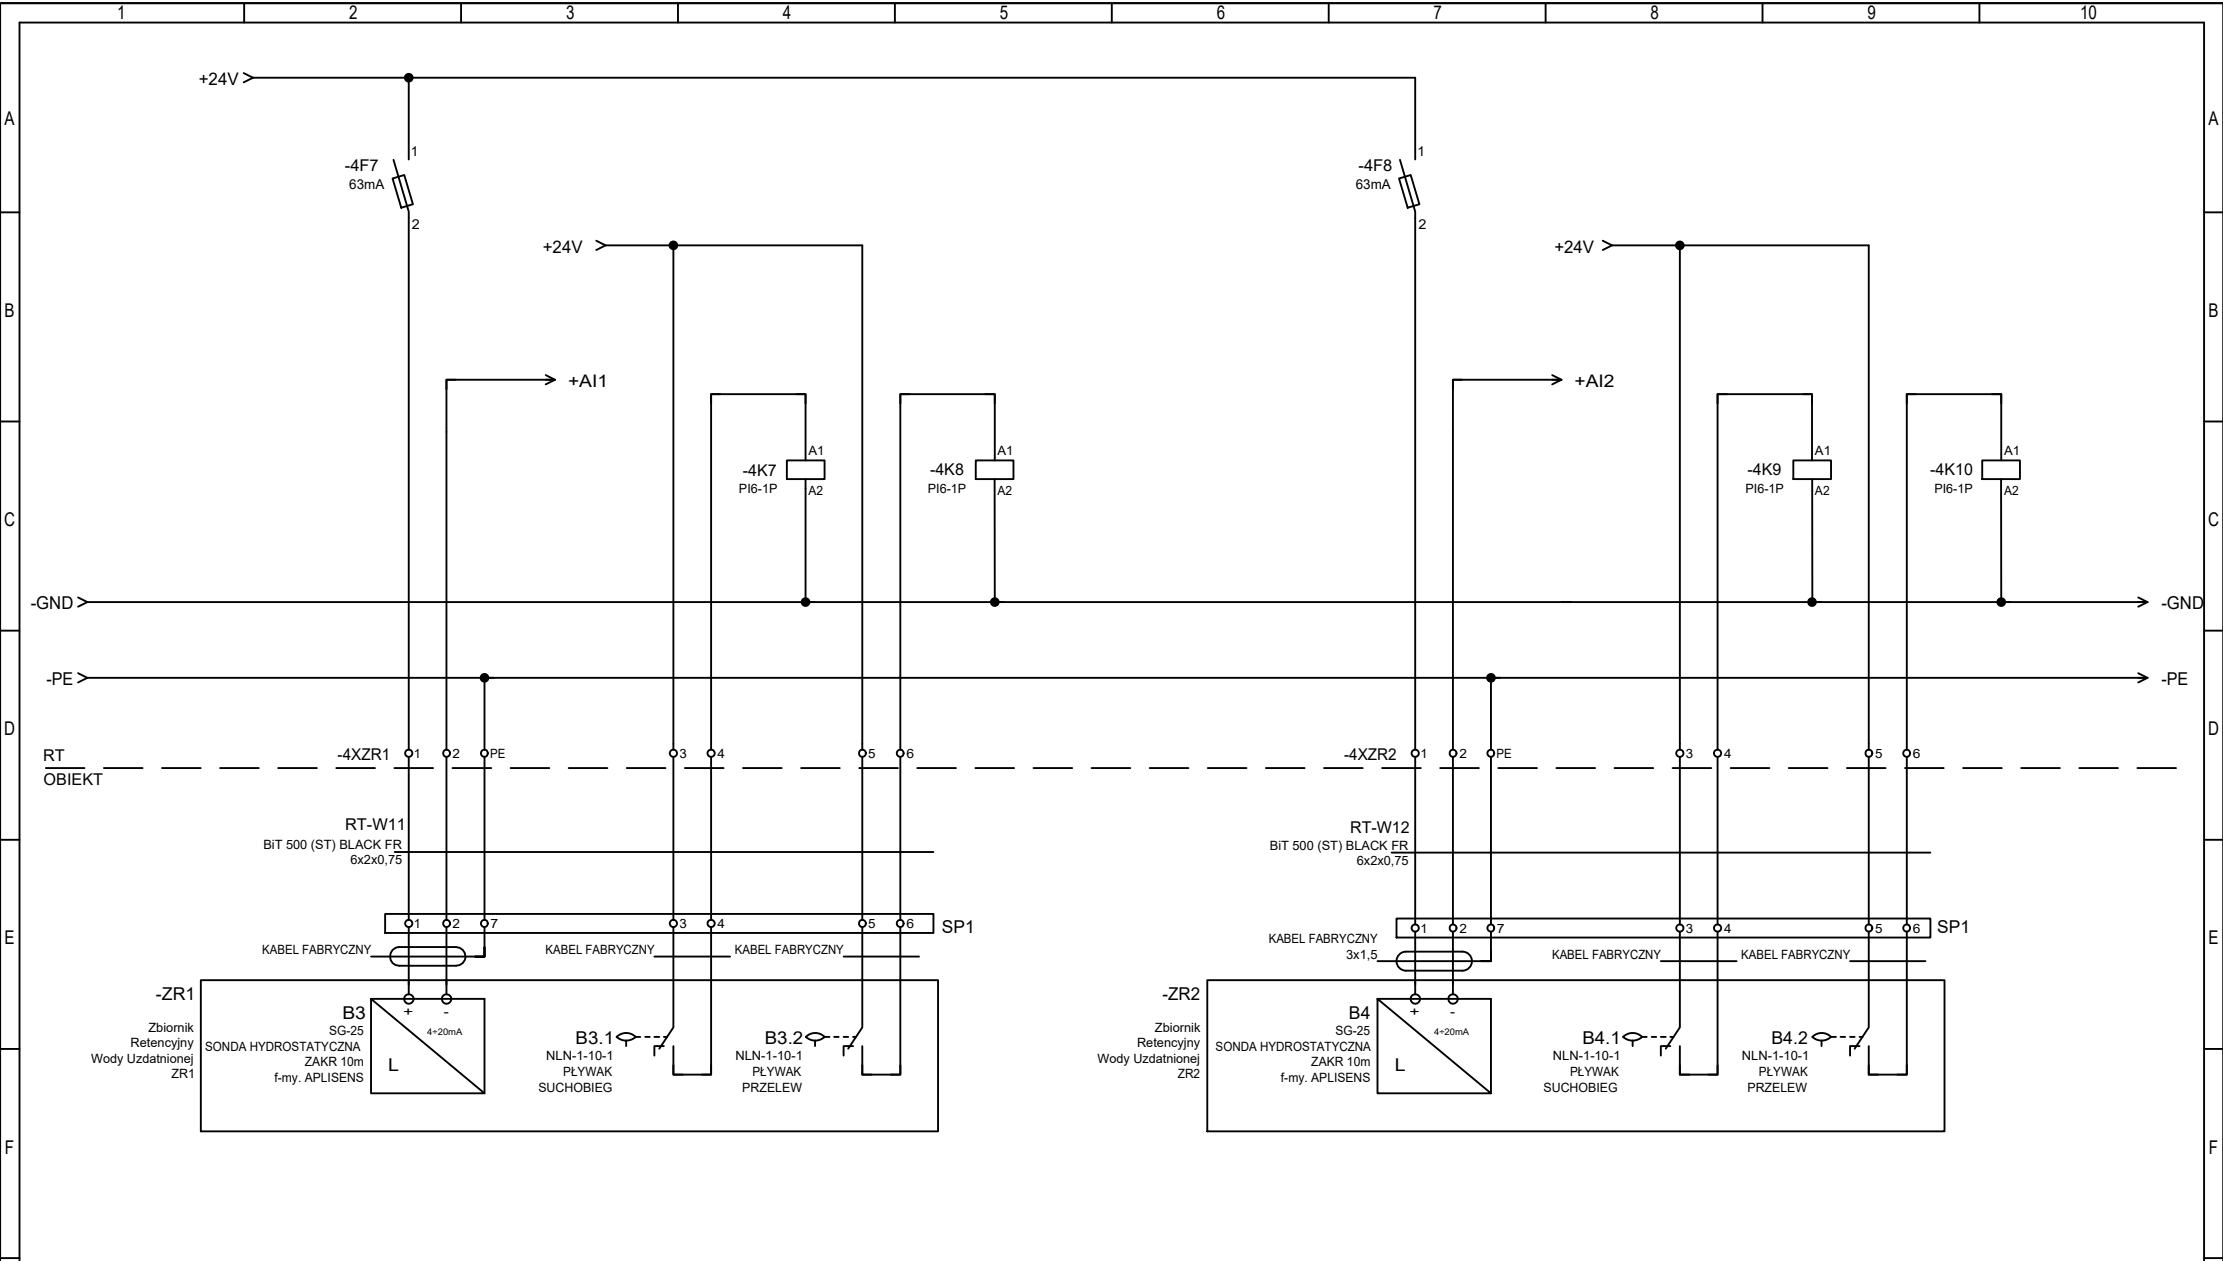 1 2 3 4 5 6 7 8 9 10
+24V
A A
1 1
-4F7 -4F8
63mA 63mA
2 2
+24V +24V
B B
+AI1 +AI2
A1 A1 A1 A1
-4K7 -4K8 -4K9 -4K10
PI6-1P A2 PI6-1P A2 PI6-1P A2 PI6-1P A2
C C
-GND -GND
-PE -PE
D D
RT -4XZR1 1 2 PE 3 4 5 6 -4XZR2 1 2 PE 3 4 5 6
OBIEKT
RT-W11 RT-W12
BiT 500 (ST) BLACK FR BiT 500 (ST) BLACK FR
6x2x0,75 6x2x0,75
1 2 7 3 4 5 6 SP1 1 2 7 3 4 5 6 SP1
E E
KABEL FABRYCZNY KABEL FABRYCZNY KABEL FABRYCZNY
KABEL FABRYCZNY
3x1,5
KABEL FABRYCZNY KABEL FABRYCZNY
-ZR1
Zbiornik
Retencyjny
Wody Uzdatnionej
ZR1
B3
SG-25
SONDA HYDROSTATYCZNA
ZAKR 10m
f-my. APLISENS
+ -
4÷20mA
L
B3.1
NLN-1-10-1
PŁYWAK
SUCHOBIEG
B3.2
NLN-1-10-1
PŁYWAK
PRZELEW
-ZR2
Zbiornik
Retencyjny
Wody Uzdatnionej
ZR2
B4
SG-25
SONDA HYDROSTATYCZNA
ZAKR 10m
f-my. APLISENS
+ -
4÷20mA
L
B4.1
NLN-1-10-1
PŁYWAK
SUCHOBIEG
B4.2
NLN-1-10-1
PŁYWAK
PRZELEW
F F